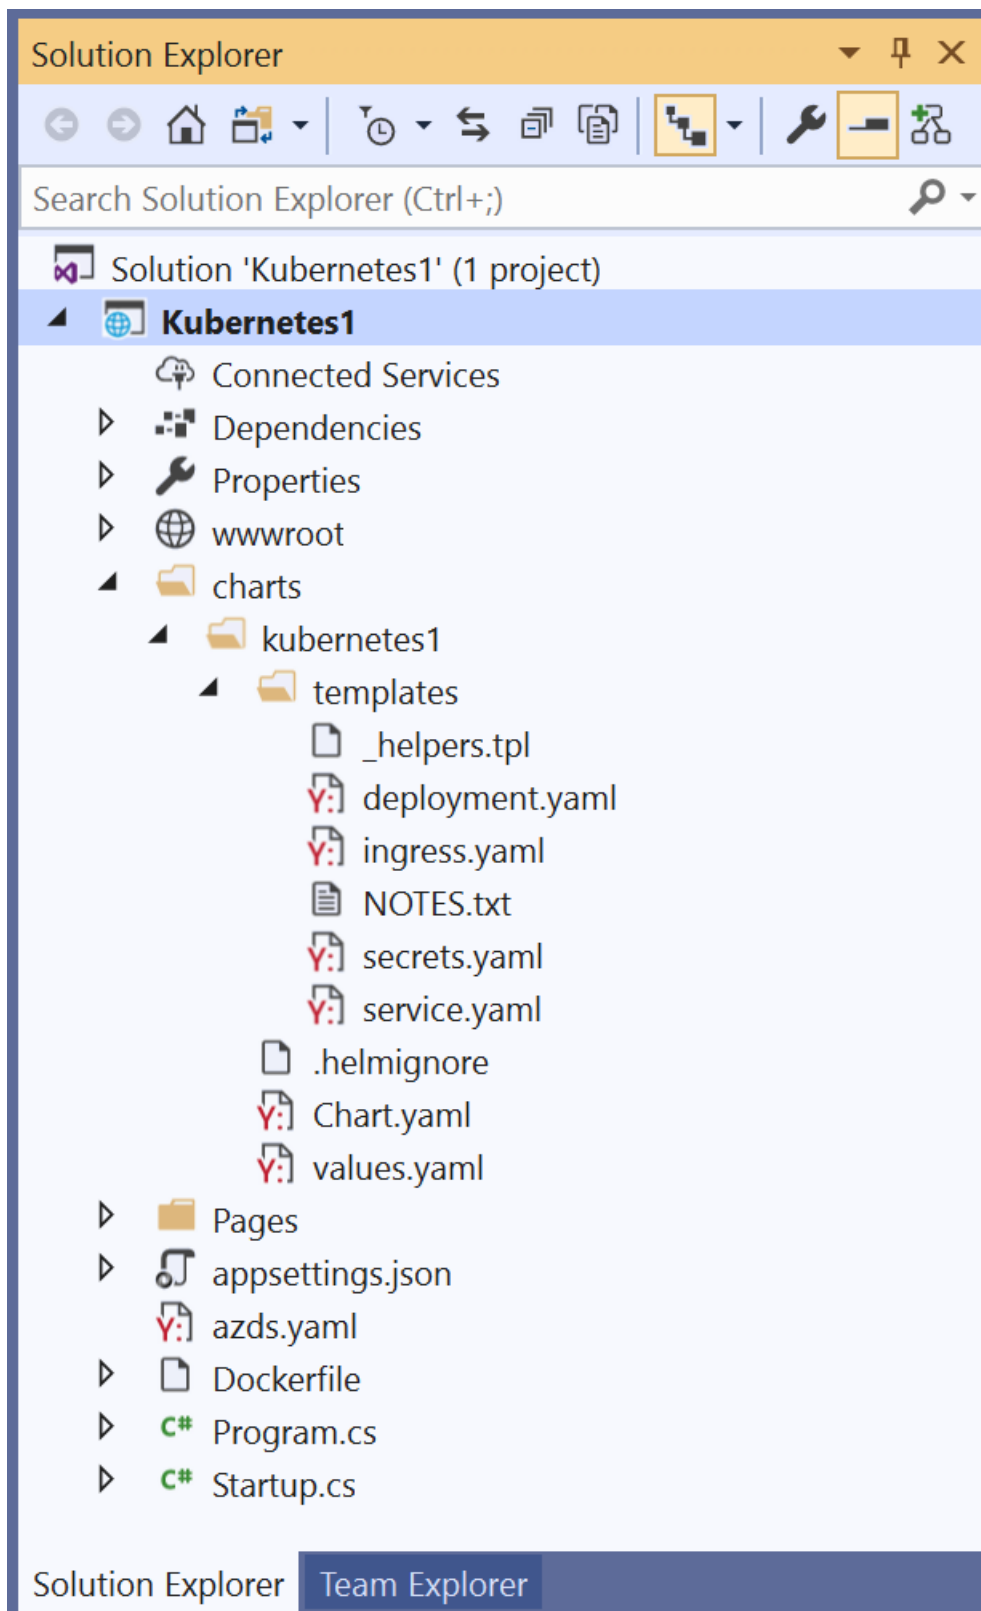 Solution Explorer
Search Solution Explorer (Ctrl+;)
Solution 'Kubernetes1' (1 project)
Kubernetes1
Connected Services
Dependencies
Properties
wwwroot
charts
kubernetes1
templates
_helpers.tpl
Y: deployment.yaml
Y: ingress.yaml
NOTES.txt
Y: secrets.yaml
Y: service.yaml
.helmignore
Y: Chart.yaml
Y: values.yaml
Pages
appsettings.json
Y: azds.yaml
Dockerfile
C# Program.cs
C# Startup.cs
Solution Explorer Team Explorer